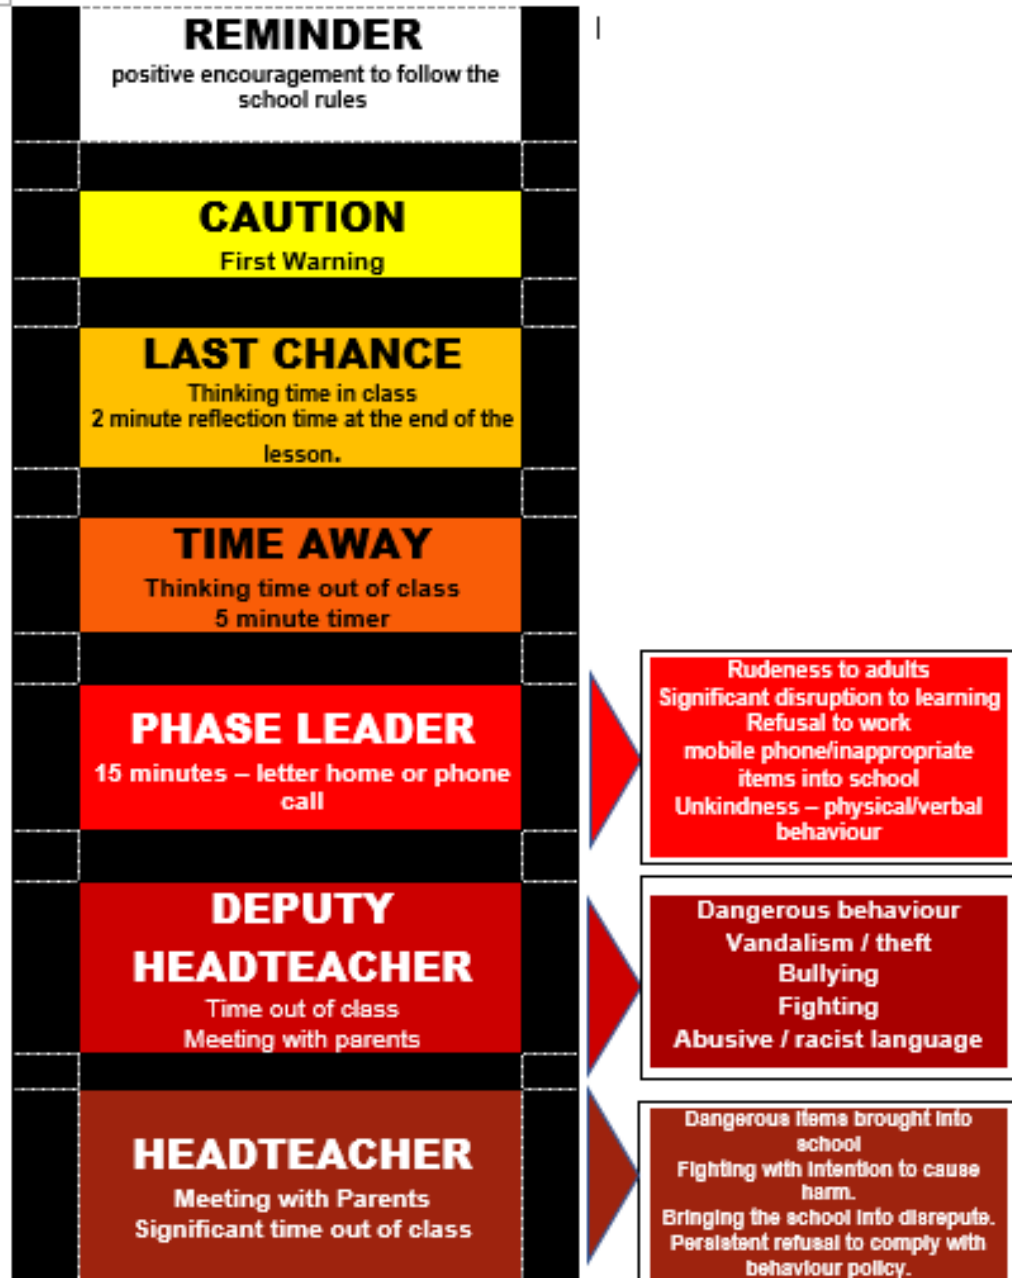 REMINDER
positive encouragement to follow the
school rules
CAUTION
First Warning
LAST CHANCE
Thinking time in class
2 minute reflection time at the end of the
lesson.
TIME AWAY
Thinking time out of class
5 minute timer
PHASE LEADER
15 minutes – letter home or phone
call
Rudeness to adults
Significant disruption to learning
Refusal to work
mobile phone/inappropriate
items into school
Unkindness – physical/verbal
behaviour
DEPUTY
HEADTEACHER
Time out of class
Meeting with parents
Dangerous behaviour
Vandalism / theft
Bullying
Fighting
Abusive / racist language
HEADTEACHER
Meeting with Parents
Significant time out of class
Dangerous items brought into
school
Fighting with intention to cause
harm.
Bringing the school into disrepute.
Persistent refusal to comply with
behaviour policy.